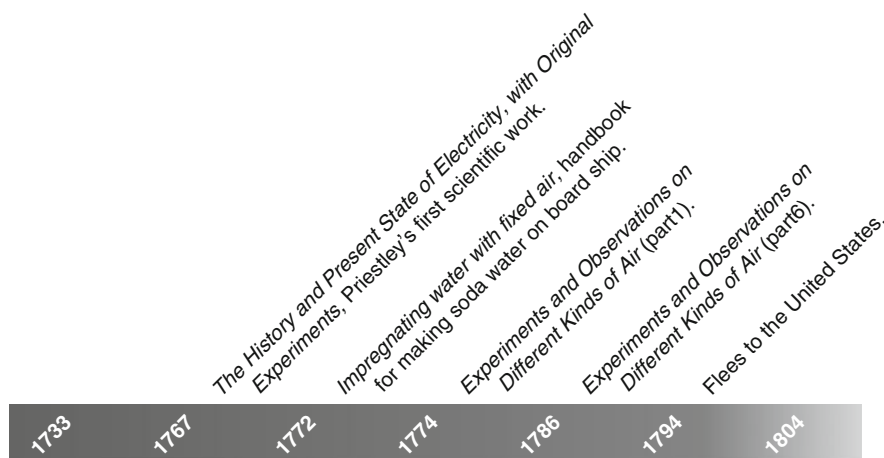 The History and Present State of Electricity, with Original
Experiments, Priestley's first scientific work.
Impregnating water with fixed air, handbook
for making soda water on board ship.
Experiments and Observations on
Different Kinds of Air (part1).
Experiments and Observations on
Different Kinds of Air (part6).
Flees to the United States.
1733
1767
1772
1774
1786
1794
1804